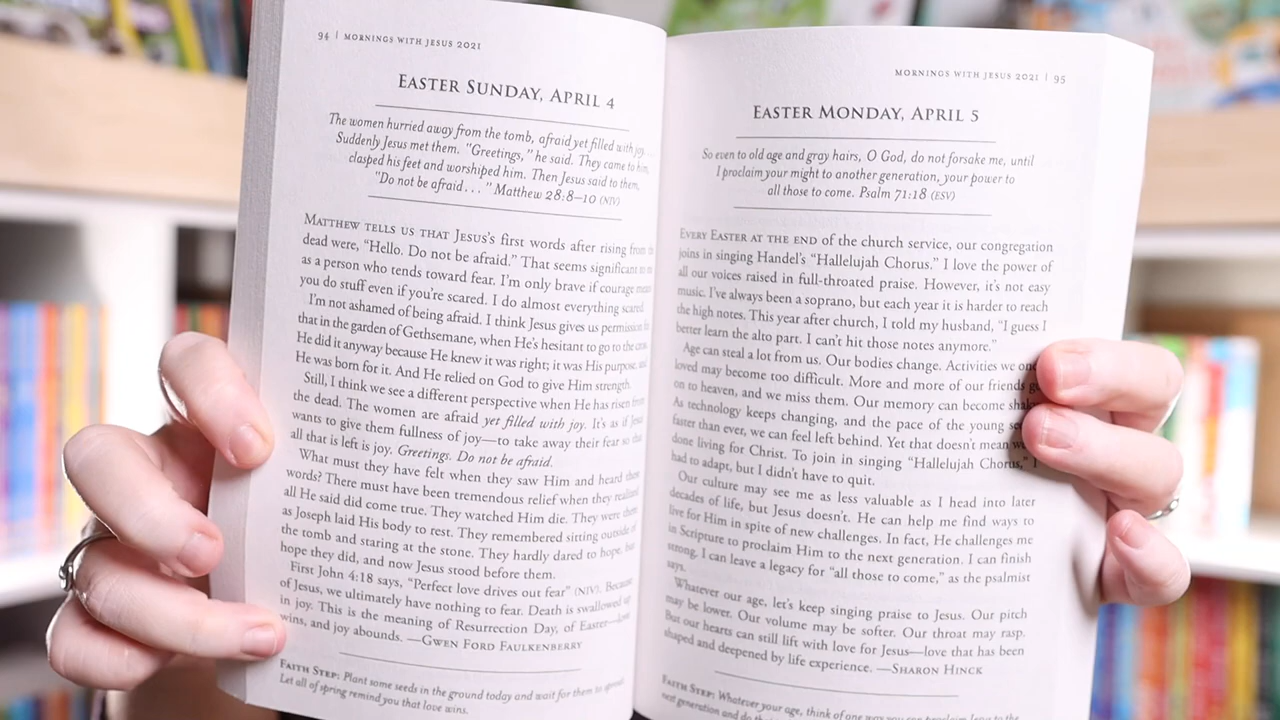 94 | MORNINGS WITH JESUS 2021
EASTER SUNDAY, APRIL 4
The women hurried away from the tomb, afraid yet filled with joy. . . .
Suddenly Jesus met them. "Greetings," he said. They came to him,
clasped his feet and worshiped him. Then Jesus said to them,
"Do not be afraid . . . " Matthew 28:8–10 (NIV)
MATTHEW TELLS US THAT Jesus's first words after rising from the
dead were, "Hello. Do not be afraid." That seems significant to me
as a person who tends toward fear. I'm only brave if courage means
you do stuff even if you're scared. I do almost everything scared.
I'm not ashamed of being afraid. I think Jesus gives us permission for
that in the garden of Gethsemane, when He's hesitant to go to the cross.
He did it anyway because He knew it was right; it was His purpose, and
He was born for it. And He relied on God to give Him strength.
Still, I think we see a different perspective when He has risen from
the dead. The women are afraid yet filled with joy. It's as if Jesus
wants to give them fullness of joy—to take away their fear so that
all that is left is joy. Greetings. Do not be afraid.
What must they have felt when they saw Him and heard those
words? There must have been tremendous relief when they realized
all He said did come true. They watched Him die. They were there
as Joseph laid His body to rest. They remembered sitting outside of
the tomb and staring at the stone. They hardly dared to hope, but
hope they did, and now Jesus stood before them.
First John 4:18 says, "Perfect love drives out fear" (NIV). Because
of Jesus, we ultimately have nothing to fear. Death is swallowed up
in joy. This is the meaning of Resurrection Day, of Easter—love
wins, and joy abounds. —GWEN FORD FAULKENBERRY
FAITH STEP: Plant some seeds in the ground today and wait for them to sprout.
Let all of spring remind you that love wins.
MORNINGS WITH JESUS 2021 | 95
EASTER MONDAY, APRIL 5
So even to old age and gray hairs, O God, do not forsake me, until
I proclaim your might to another generation, your power to
all those to come. Psalm 71:18 (ESV)
EVERY EASTER AT THE END of the church service, our congregation
joins in singing Handel's "Hallelujah Chorus." I love the power of
all our voices raised in full-throated praise. However, it's not easy
music. I've always been a soprano, but each year it is harder to reach
the high notes. This year after church, I told my husband, "I guess I
better learn the alto part. I can't hit those notes anymore."
Age can steal a lot from us. Our bodies change. Activities we
loved may become too difficult. More and more of our friends
on to heaven, and we miss them. Our memory can become
As technology keeps changing, and the pace of the young
faster than ever, we can feel left behind. Yet that doesn't mean
done living for Christ. To join in singing "Hallelujah Chorus," I
had to adapt, but I didn't have to quit.
Our culture may see me as less valuable as I head into later
decades of life, but Jesus doesn't. He can help me find ways to
live for Him in spite of new challenges. In fact, He challenges me
in Scripture to proclaim Him to the next generation. I can finish
strong. I can leave a legacy for "all those to come," as the psalmist
says.
Whatever our age, let's keep singing praise to Jesus. Our pitch
may be lower. Our volume may be softer. Our throat may rasp.
But our hearts can still lift with love for Jesus—love that has been
shaped and deepened by life experience. —SHARON HINCK
FAITH STEP: Whatever your age, think of one way you can proclaim Jesus to the
next generation and do